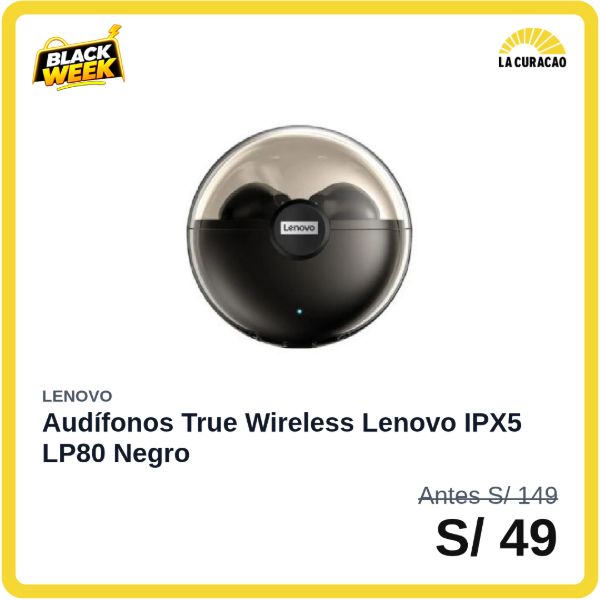 BLACK
WEEK
LA CURACAO
Lenovo
LENOVO
Audífonos True Wireless Lenovo IPX5
LP80 Negro
Antes S/ 149
S/ 49